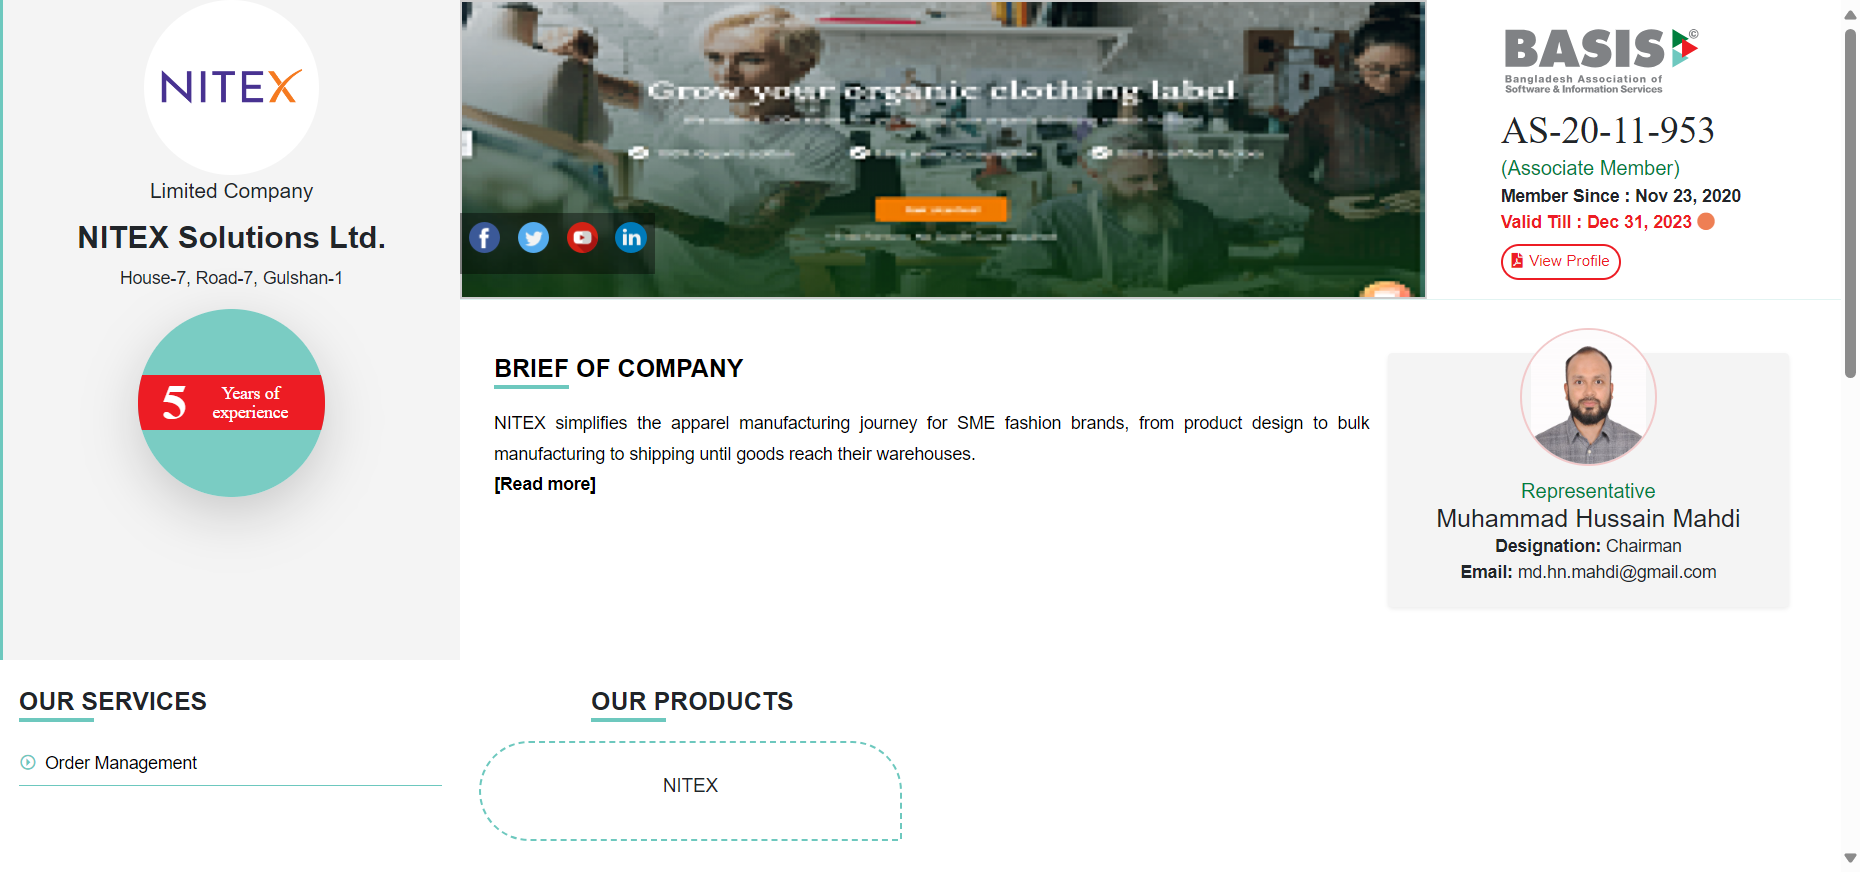 NITEX
Limited Company
NITEX Solutions Ltd.
House-7, Road-7, Gulshan-1
5 Years of
experience
Grow your organic clothing label
BASIS©
Bangladesh Association of
Software & Information Services
AS-20-11-953
(Associate Member)
Member Since : Nov 23, 2020
Valid Till : Dec 31, 2023
View Profile
BRIEF OF COMPANY
NITEX simplifies the apparel manufacturing journey for SME fashion brands, from product design to bulk
manufacturing to shipping until goods reach their warehouses.
[Read more]
Representative
Muhammad Hussain Mahdi
Designation: Chairman
Email: md.hn.mahdi@gmail.com
OUR SERVICES
Order Management
OUR PRODUCTS
NITEX